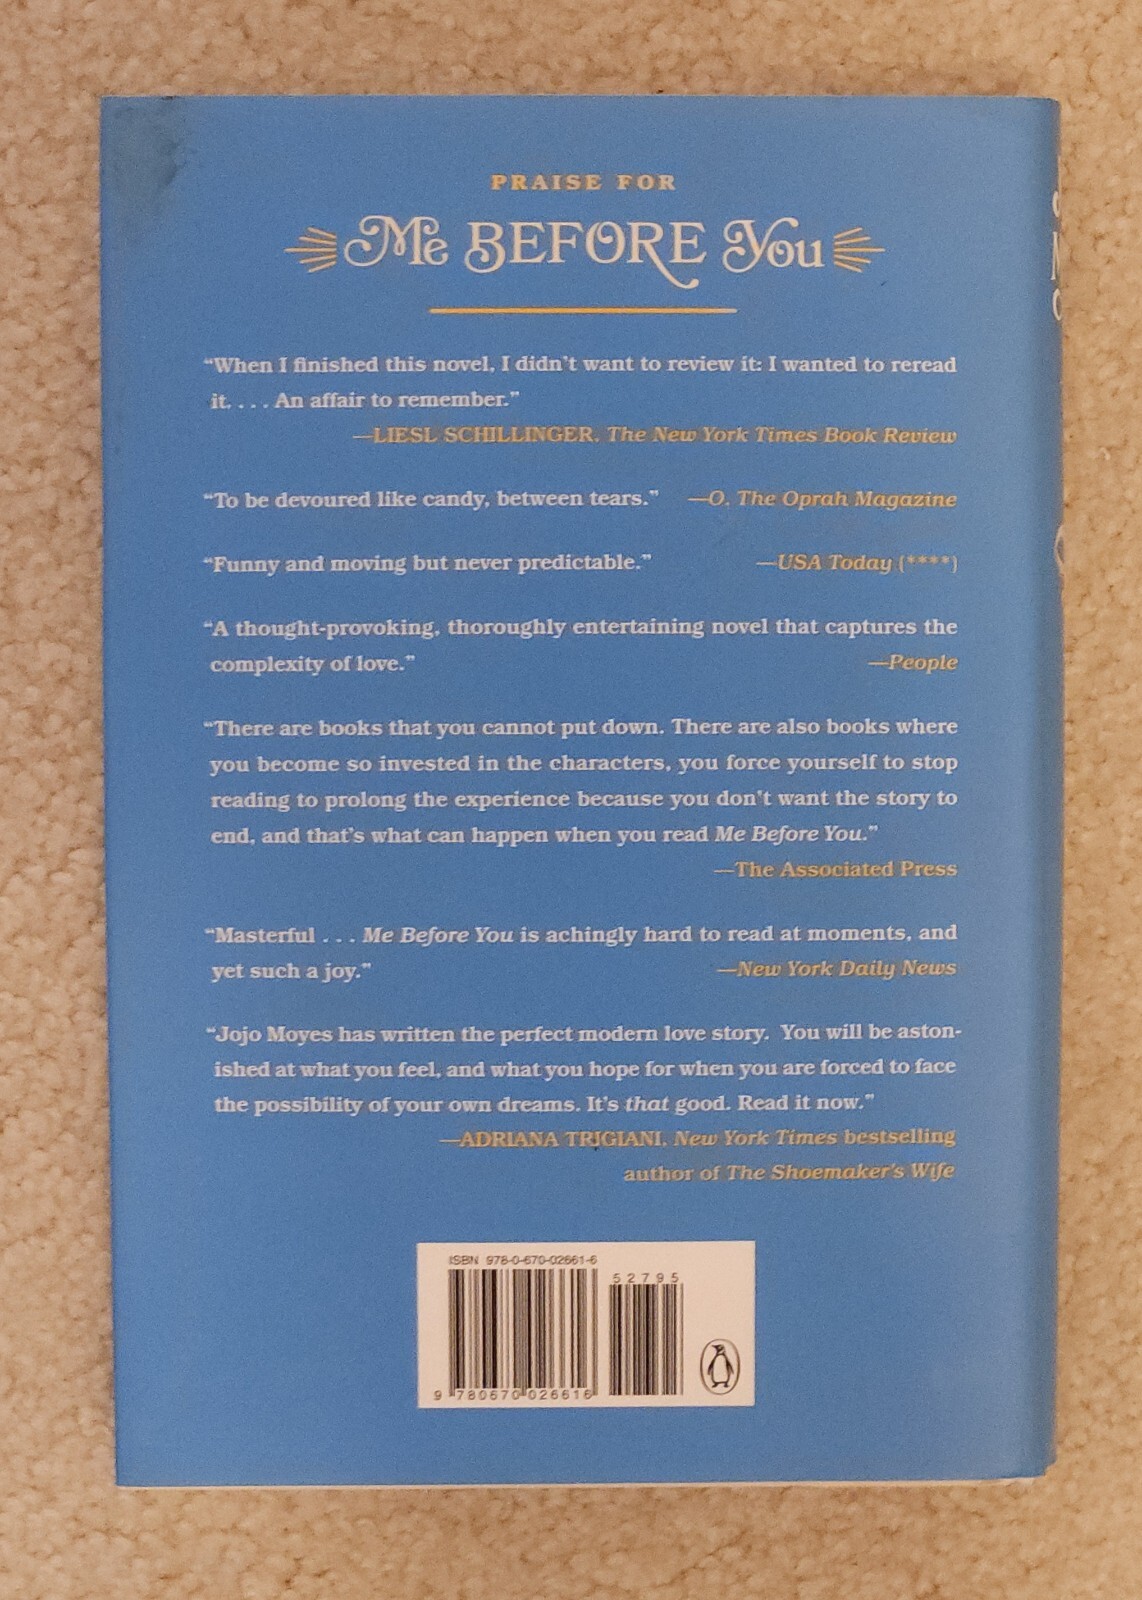 PRAISE FOR
Me BEFORE You
“When I finished this novel, I didn’t want to review it: I wanted to reread
it. . . . An affair to remember.”
—LIESL SCHILLINGER, The New York Times Book Review
“To be devoured like candy, between tears.” —O, The Oprah Magazine
“Funny and moving but never predictable.” —USA Today (****)
“A thought-provoking, thoroughly entertaining novel that captures the
complexity of love.” —People
“There are books that you cannot put down. There are also books where
you become so invested in the characters, you force yourself to stop
reading to prolong the experience because you don’t want the story to
end, and that’s what can happen when you read Me Before You.”
—The Associated Press
“Masterful . . . Me Before You is achingly hard to read at moments, and
yet such a joy.” —New York Daily News
“Jojo Moyes has written the perfect modern love story. You will be aston-
ished at what you feel, and what you hope for when you are forced to face
the possibility of your own dreams. It’s that good. Read it now.”
—ADRIANA TRIGIANI, New York Times bestselling
author of The Shoemaker’s Wife
ISBN 978-0-670-02661-6
52795
9 780670 026616